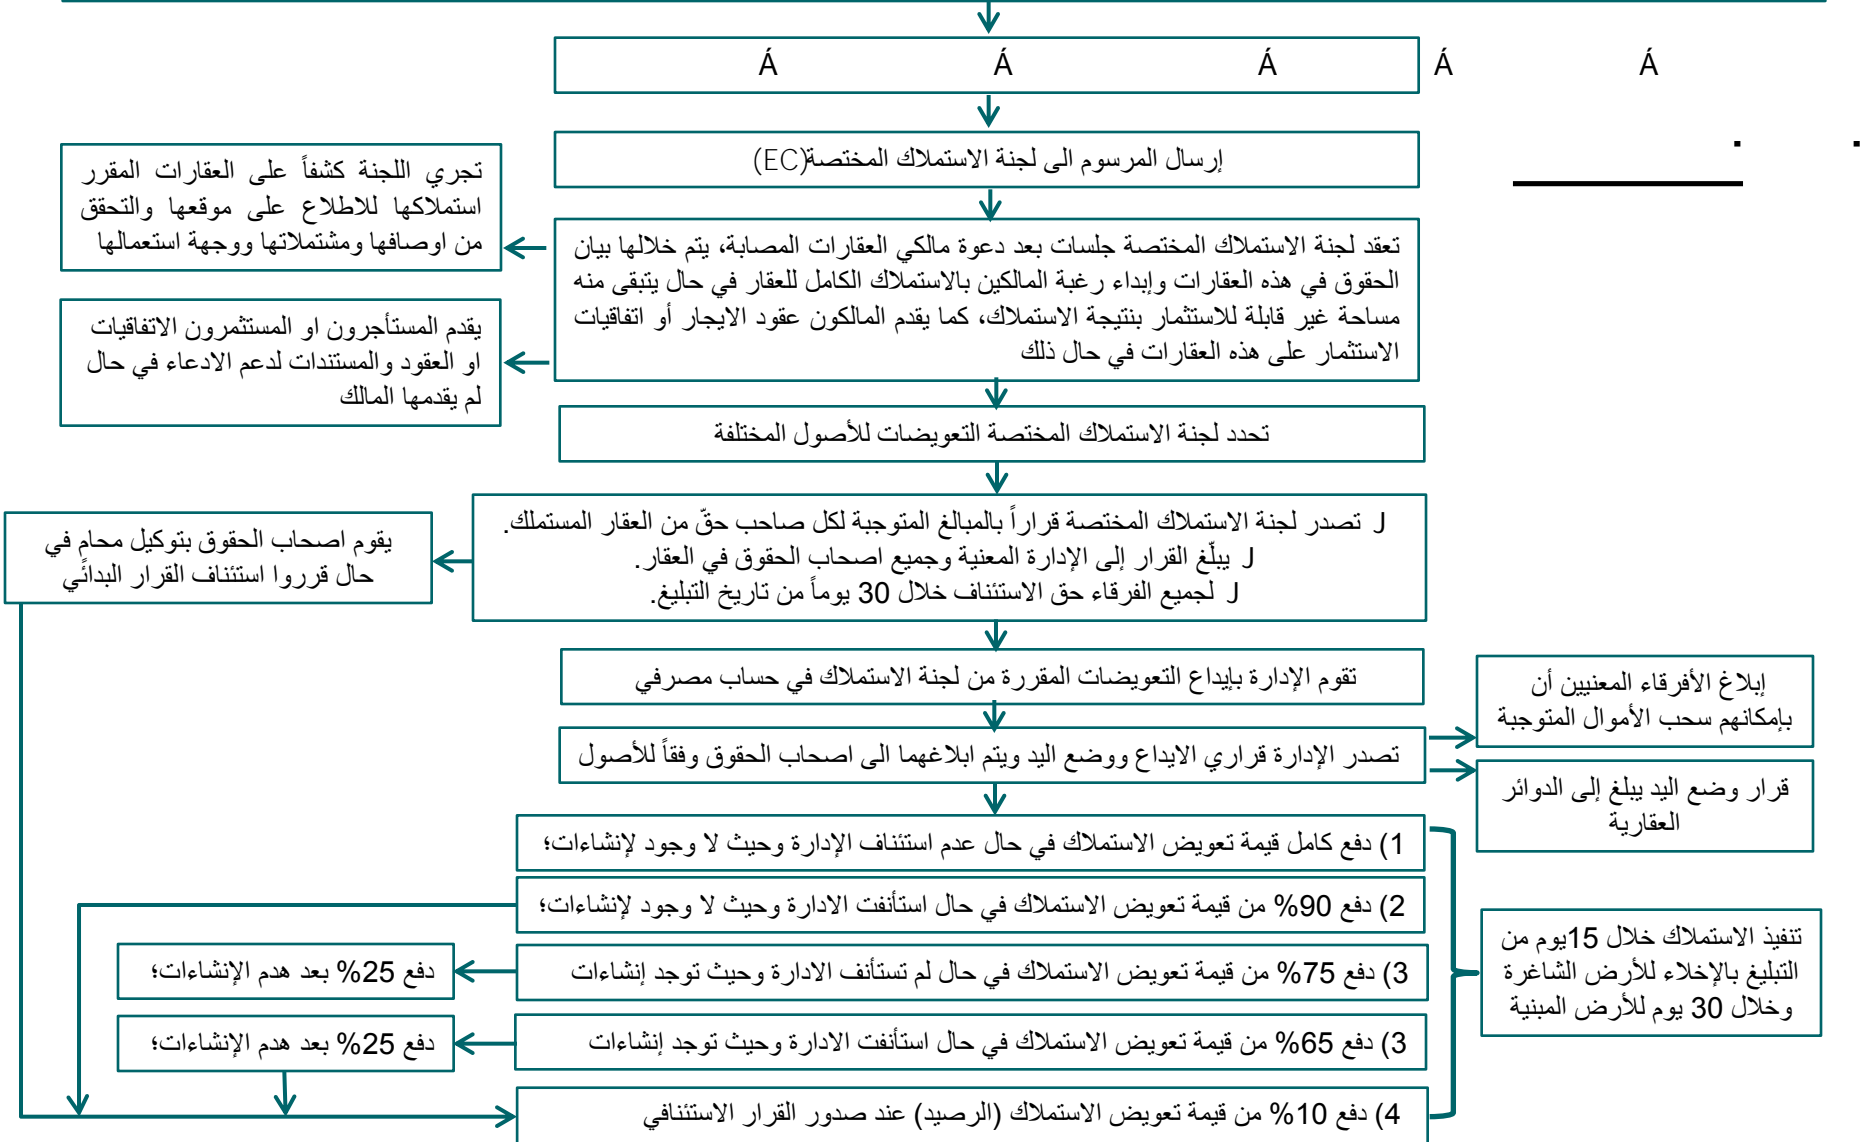 Á Á Á Á Á
إرسال المرسوم الى لجنة الاستملاك المختصة(EC)
تجري اللجنة كشفاً على العقارات المقرر
استملاكها للاطلاع على موقعها والتحقق
من اوصافها ومشتملاتها ووجهة استعمالها
تعقد لجنة الاستملاك المختصة جلسات بعد دعوة مالكي العقارات المصابة، يتم خلالها بيان
الحقوق في هذه العقارات وإبداء رغبة المالكين بالاستملاك الكامل للعقار في حال يتبقى منه
مساحة غير قابلة للاستثمار بنتيجة الاستملاك، كما يقدم المالكون عقود الايجار أو اتفاقيات
الاستثمار على هذه العقارات في حال ذلك
يقدم المستأجرون او المستثمرون الاتفاقيات
او العقود والمستندات لدعم الادعاء في حال
لم يقدمها المالك
تحدد لجنة الاستملاك المختصة التعويضات للأصول المختلفة
J تصدر لجنة الاستملاك المختصة قراراً بالمبالغ المتوجبة لكل صاحب حقّ من العقار المستملك.
J يبلّغ القرار إلى الإدارة المعنية وجميع اصحاب الحقوق في العقار.
J لجميع الفرقاء حق الاستئناف خلال 30 يوماً من تاريخ التبليغ.
يقوم اصحاب الحقوق بتوكيل محامٍ في
حال قرروا استئناف القرار البدائي
تقوم الإدارة بإيداع التعويضات المقررة من لجنة الاستملاك في حساب مصرفي
إبلاغ الأفرقاء المعنيين أن
بإمكانهم سحب الأموال المتوجبة
تصدر الإدارة قراري الايداع ووضع اليد ويتم ابلاغهما الى اصحاب الحقوق وفقاً للأصول
قرار وضع اليد يبلغ إلى الدوائر
العقارية
1) دفع كامل قيمة تعويض الاستملاك في حال عدم استئناف الإدارة وحيث لا وجود لإنشاءات؛
2) دفع 90% من قيمة تعويض الاستملاك في حال استأنفت الادارة وحيث لا وجود لإنشاءات؛
3) دفع 75% من قيمة تعويض الاستملاك في حال لم تستأنف الادارة وحيث توجد إنشاءات
دفع 25% بعد هدم الإنشاءات؛
3) دفع 65% من قيمة تعويض الاستملاك في حال استأنفت الادارة وحيث توجد إنشاءات
دفع 25% بعد هدم الإنشاءات؛
تنفيذ الاستملاك خلال 15يوم من
التبليغ بالإخلاء للأرض الشاغرة
وخلال 30 يوم للأرض المبنية
4) دفع 10% من قيمة تعويض الاستملاك (الرصيد) عند صدور القرار الاستئنافي